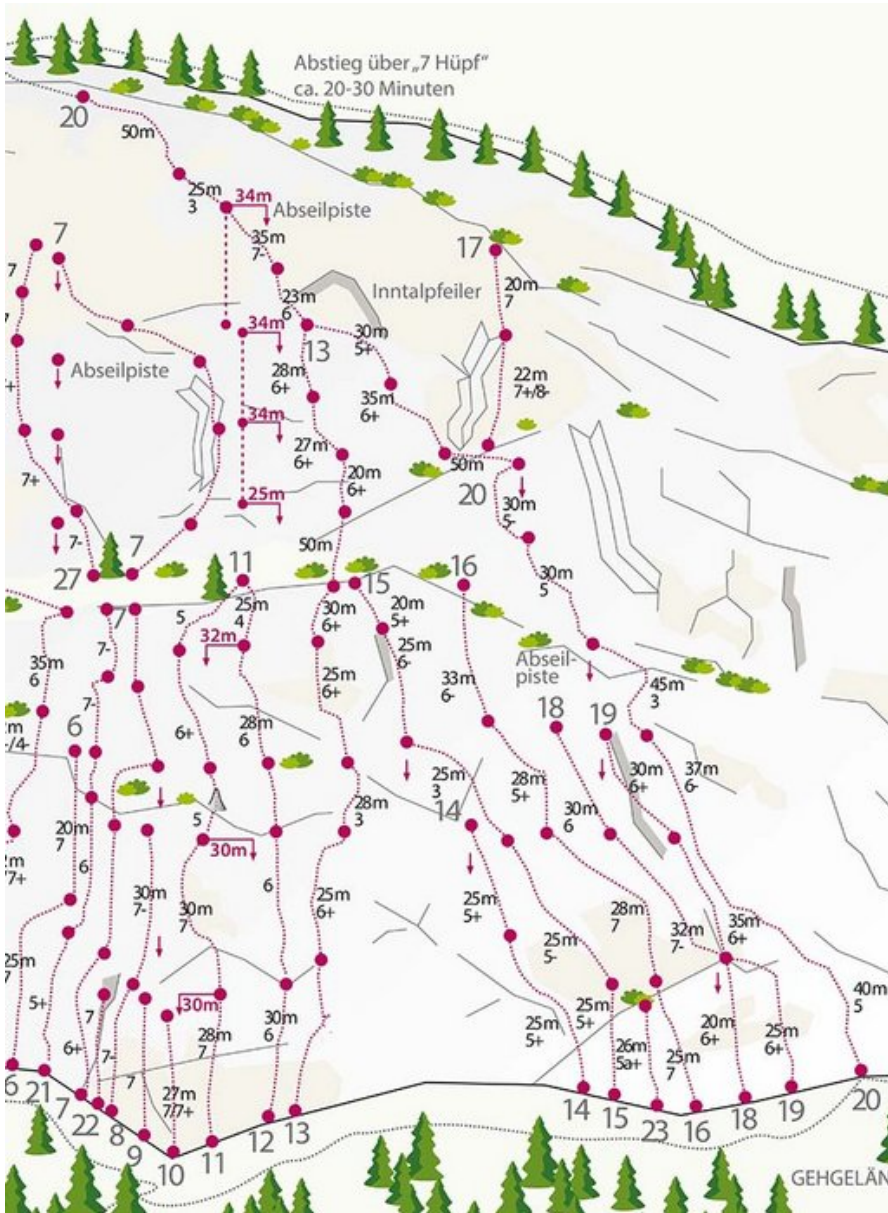 Abstieg über „7 Hüpf“
ca. 20-30 Minuten
20
50m
25m
3
34m
Abseilpiste
35m
7-
7
17
7
20m
7
Inntalpfeiler
23m
6
34m
30m
5+
13
28m
6+
Abseilpiste
22m
7+/8-
35m
6+
34m
27m
6+
50m
20
20m
6+
7+
25m
30m
5-
7-
50m
27
7
11
15
16
30m
5
7
5
25m
4
30m
6+
20m
5+
7-
32m
25m
6-
35m
6
25m
6+
33m
6-
Abseil-
piste
45m
3
7-
18
19
6
6+
28m
6
25m
3
28m
5+
30m
6+
37m
6-
14
20m
7
5
28m
3
30m
6
6
30m
30m
7-
30m
7
6
25m
6+
25m
5+
28m
7
32m
7-
35m
6+
25m
7
25m
5-
5+
30m
25m
5+
40m
5
7
28m
7
30m
6
25m
5+
20m
6+
25m
6+
6+
7-
26m
5a+
25m
7
7
27m
7/7+
6
21
7
22
8
9
10
11
12
13
14
15
23
16
18
19
20
GEHGELÄN